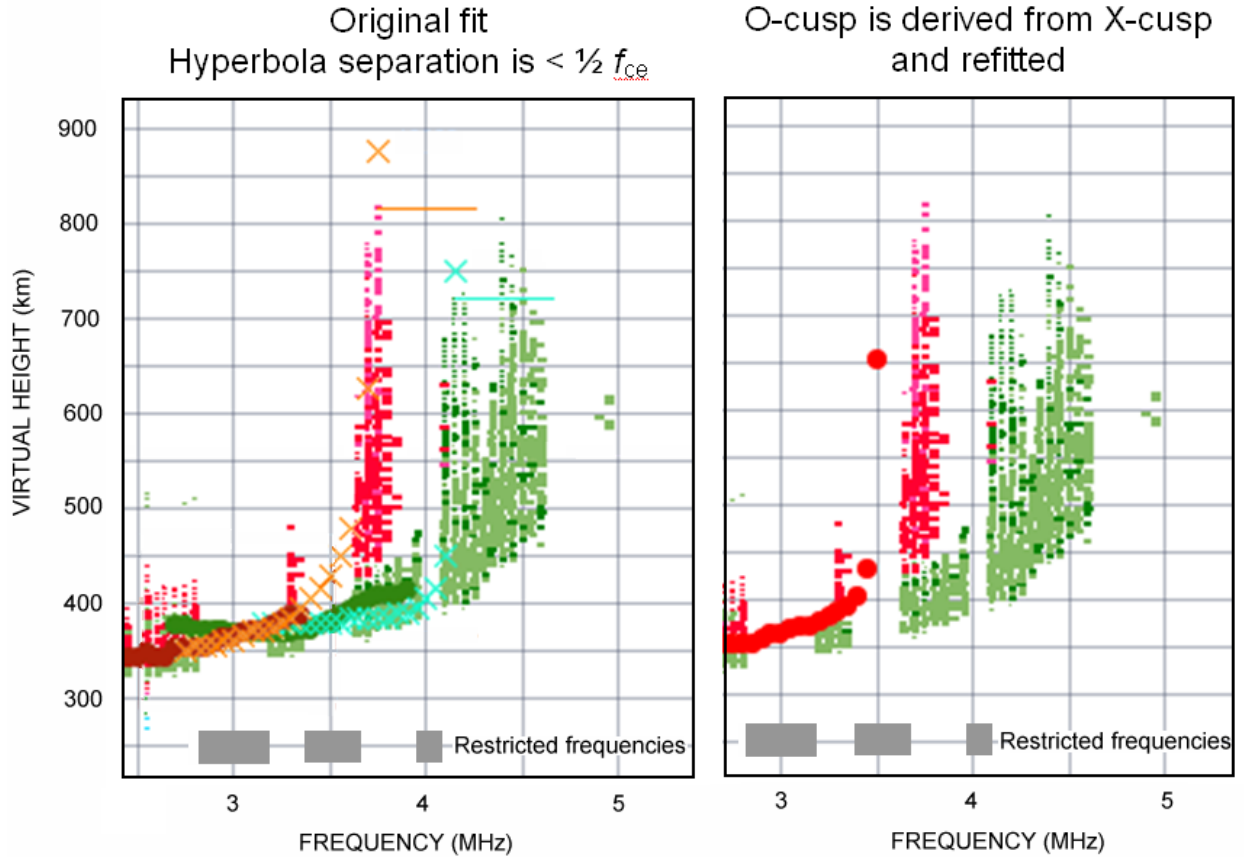 Original fit
Hyperbola separation is < ½ fce
O-cusp is derived from X-cusp
and refitted
VIRTUAL HEIGHT (km)
900
800
700
600
500
400
300
Restricted frequencies
Restricted frequencies
3
4
5
3
4
5
FREQUENCY (MHz)
FREQUENCY (MHz)